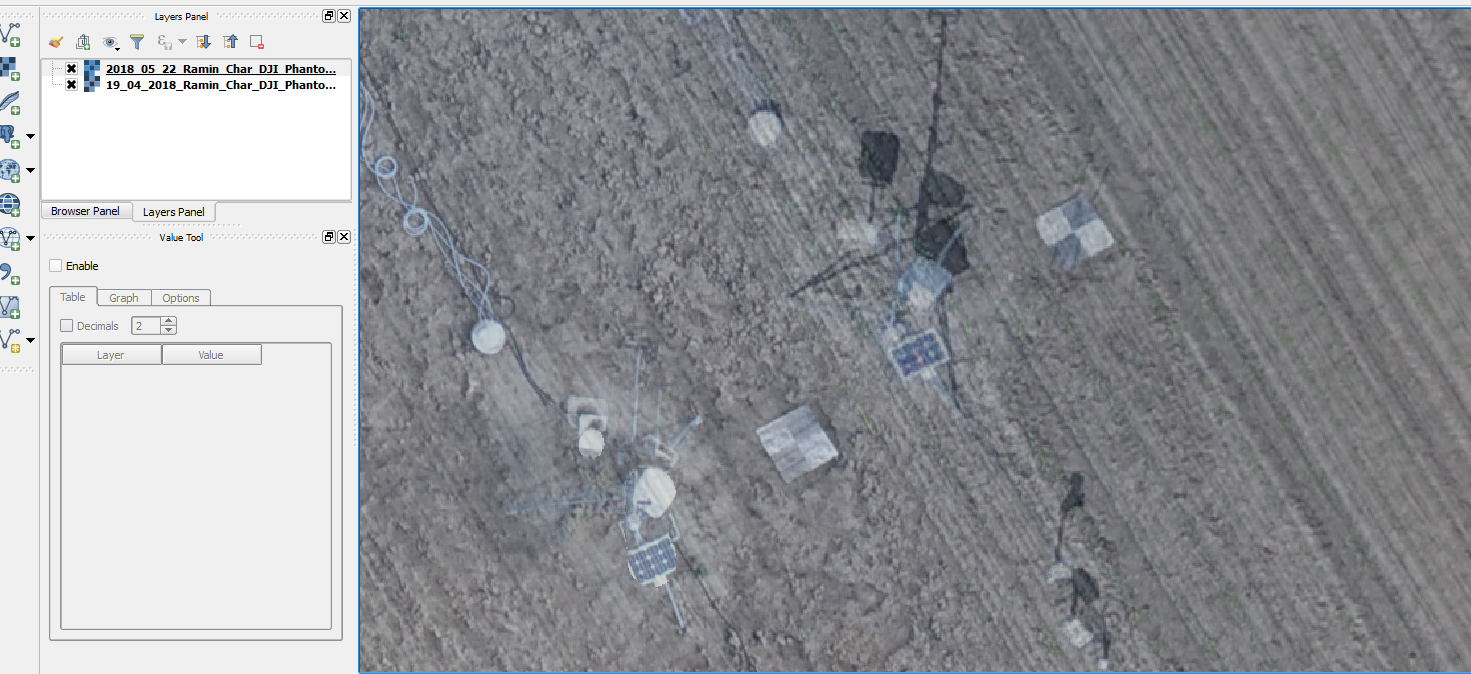 Layers Panel
2018_05_22_Ramin_Char_DJI_Phanto...
19_04_2018_Ramin_Char_DJI_Phanto...
Browser Panel
Layers Panel
Value Tool
Enable
Table
Graph
Options
Decimals
2
Layer
Value